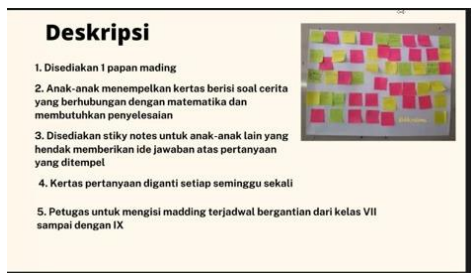 Deskripsi
1. Disediakan 1 papan mading
2. Anak-anak menempelkan kertas berisi soal cerita
yang berhubungan dengan matematika dan
membutuhkan penyelesaian
3. Disediakan stiky notes untuk anak-anak lain yang
hendak memberikan ide jawaban atas pertanyaan
yang ditempel
4. Kertas pertanyaan diganti setiap seminggu sekali
5. Petugas untuk mengisi madding terjadwal bergantian dari kelas VII
sampai dengan IX